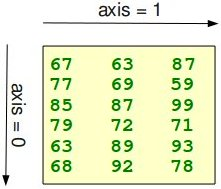 axis = 1
axis = 0
67 63 87
77 69 59
85 87 99
79 72 71
63 89 93
68 92 78